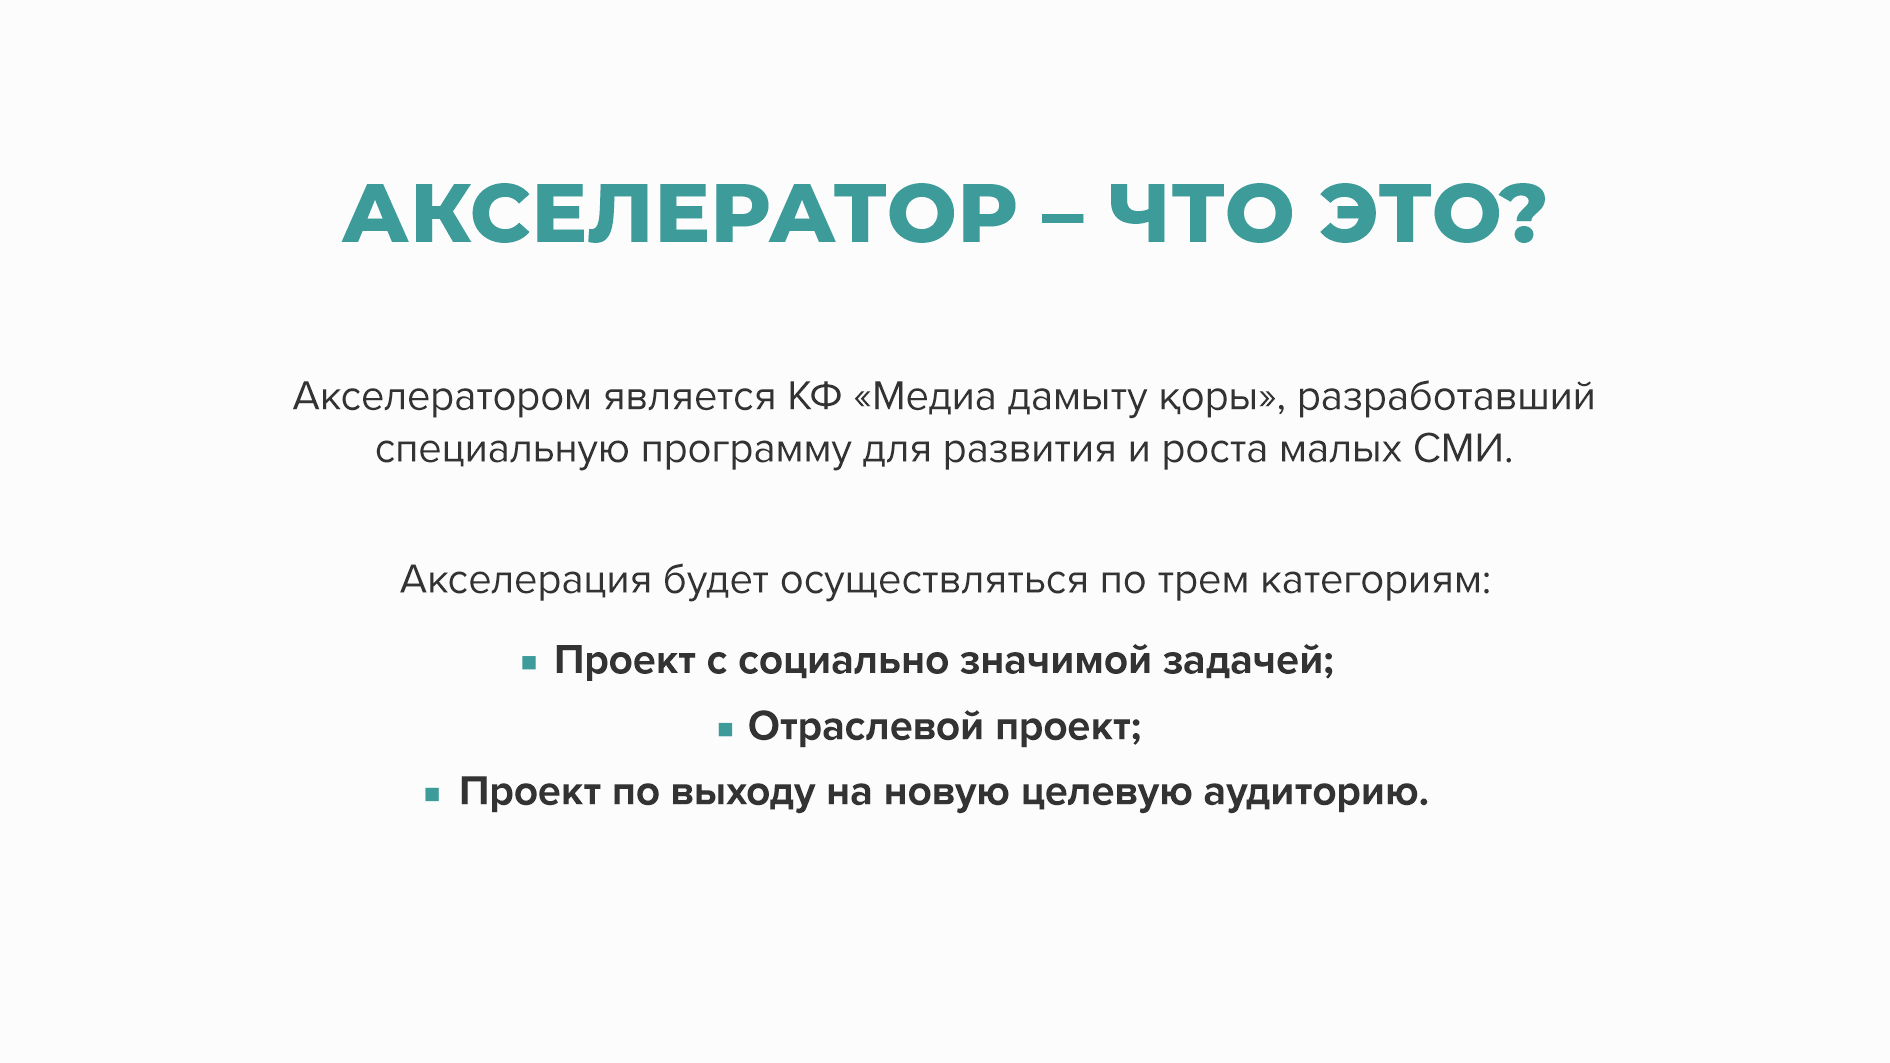 АКСЕЛЕРАТОР – ЧТО ЭТО?
Акселератором является КФ «Медиа дамыту қоры», разработавший
специальную программу для развития и роста малых СМИ.
Акселерация будет осуществляться по трем категориям:
▪ Проект с социально значимой задачей;
▪ Отраслевой проект;
▪ Проект по выходу на новую целевую аудиторию.